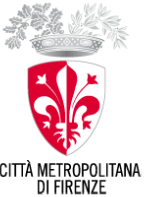 CITTÀ METROPOLITANA
DI FIRENZE